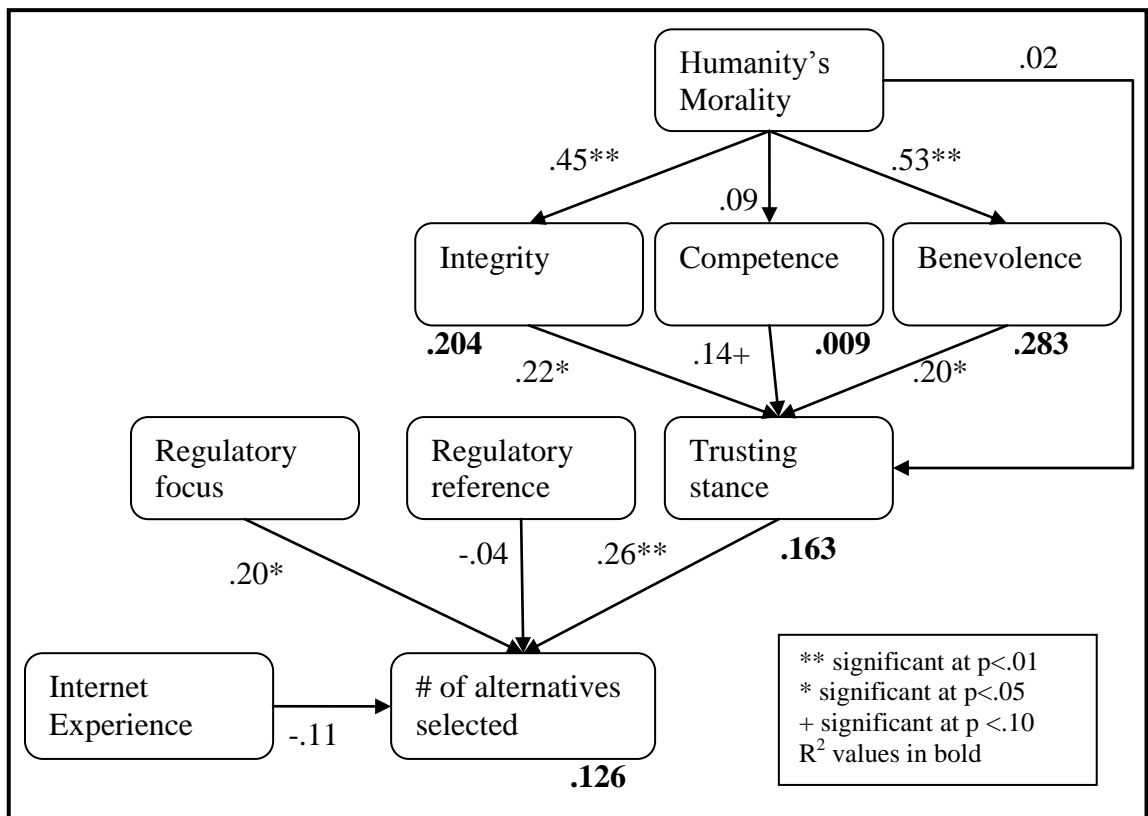 Humanity's
Morality
.02
.45**
.09
.53**
Integrity
Competence
Benevolence
.204
.22*
.14+
.009
.20*
.283
Regulatory
focus
Regulatory
reference
Trusting
stance
.20*
-.04
.26**
.163
Internet
Experience
-.11
# of alternatives
selected
.126
** significant at p<.01
* significant at p<.05
+ significant at p <.10
R² values in bold